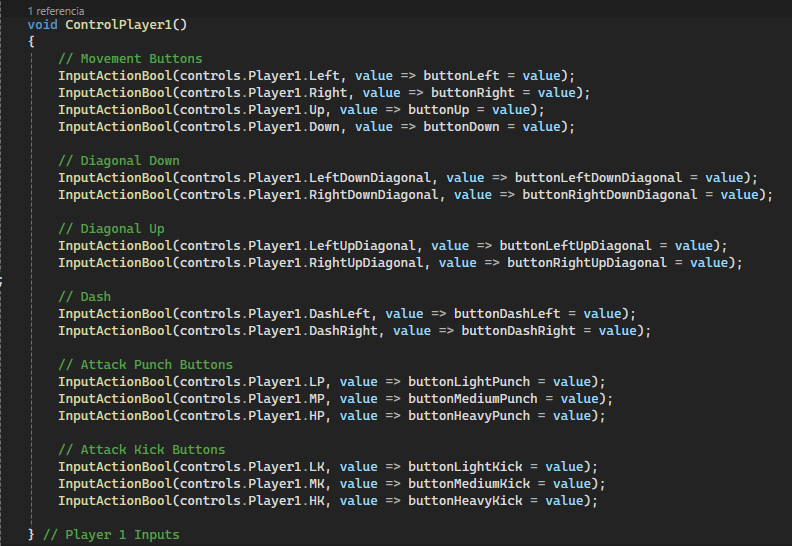 1 referencia
void ControlPlayer1()
{
// Movement Buttons
InputActionBool(controls.Player1.Left, value => buttonLeft = value);
InputActionBool(controls.Player1.Right, value => buttonRight = value);
InputActionBool(controls.Player1.Up, value => buttonUp = value);
InputActionBool(controls.Player1.Down, value => buttonDown = value);
// Diagonal Down
InputActionBool(controls.Player1.LeftDownDiagonal, value => buttonLeftDownDiagonal = value);
InputActionBool(controls.Player1.RightDownDiagonal, value => buttonRightDownDiagonal = value);
// Diagonal Up
InputActionBool(controls.Player1.LeftUpDiagonal, value => buttonLeftUpDiagonal = value);
InputActionBool(controls.Player1.RightUpDiagonal, value => buttonRightUpDiagonal = value);
;
// Dash
InputActionBool(controls.Player1.DashLeft, value => buttonDashLeft = value);
InputActionBool(controls.Player1.DashRight, value => buttonDashRight = value);
// Attack Punch Buttons
InputActionBool(controls.Player1.LP, value => buttonLightPunch = value);
InputActionBool(controls.Player1.MP, value => buttonMediumPunch = value);
InputActionBool(controls.Player1.HP, value => buttonHeavyPunch = value);
// Attack Kick Buttons
InputActionBool(controls.Player1.LK, value => buttonLightKick = value);
InputActionBool(controls.Player1.MK, value => buttonMediumKick = value);
InputActionBool(controls.Player1.HK, value => buttonHeavyKick = value);
} // Player 1 Inputs